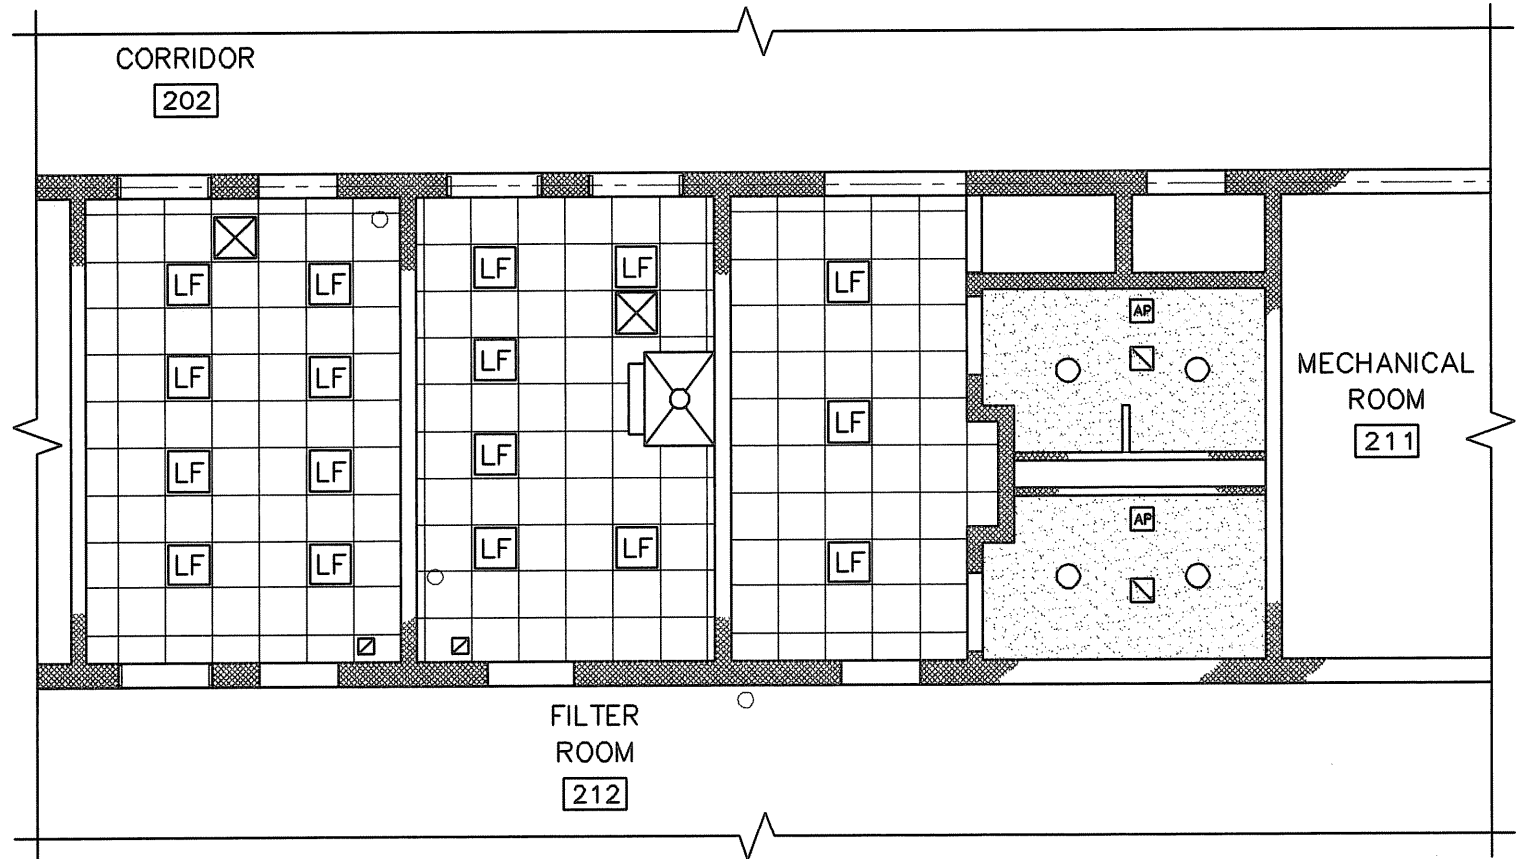 CORRIDOR
202
LF LF
LF LF
LF LF
LF LF
LF LF
LF
LF
LF LF
LF
LF
LF
AP
AP
MECHANICAL
ROOM
211
FILTER
ROOM
212